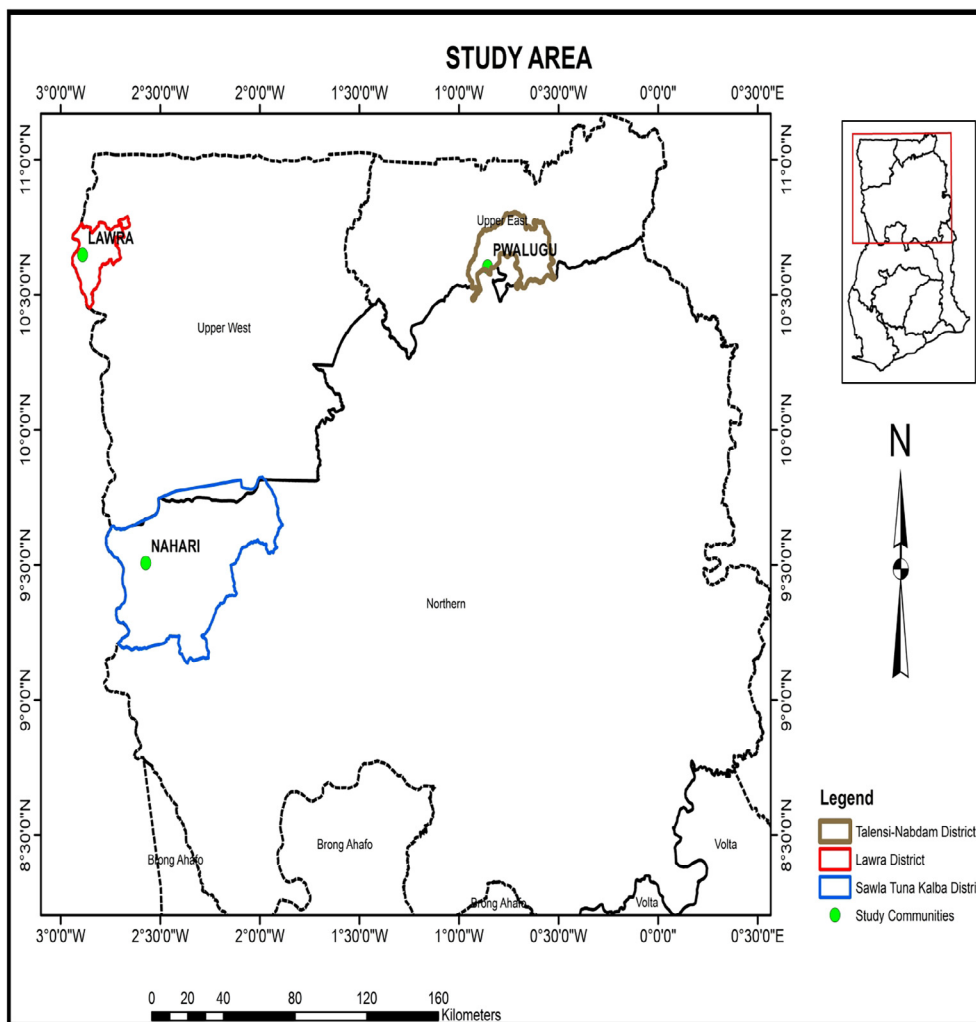 STUDY AREA
3°0'0"W 2°30'0"W 2°0'0"W 1°30'0"W 1°0'0"W 0°30'0"W 0°0'0" 0°30'0"E
11°0'0"N 11°0'0"N
Upper East
LAWRA
PWALUGU
10°30'0"N 10°30'0"N
Upper West
10°0'0"N 10°0'0"N
N
NAHARI
9°30'0"N 9°30'0"N
Northern
9°0'0"N 9°0'0"N
8°30'0"N 8°30'0"N
Brong Ahafo
Brong Ahafo
Volta
Brong Ahafo
Volta
Legend
Talensi-Nabdam District
Lawra District
Sawla Tuna Kalba Distri
Study Communities
3°0'0"W 2°30'0"W 2°0'0"W 1°30'0"W 1°0'0"W 0°30'0"W 0°0'0" 0°30'0"E
0 20 40 80 120 160
Kilometers